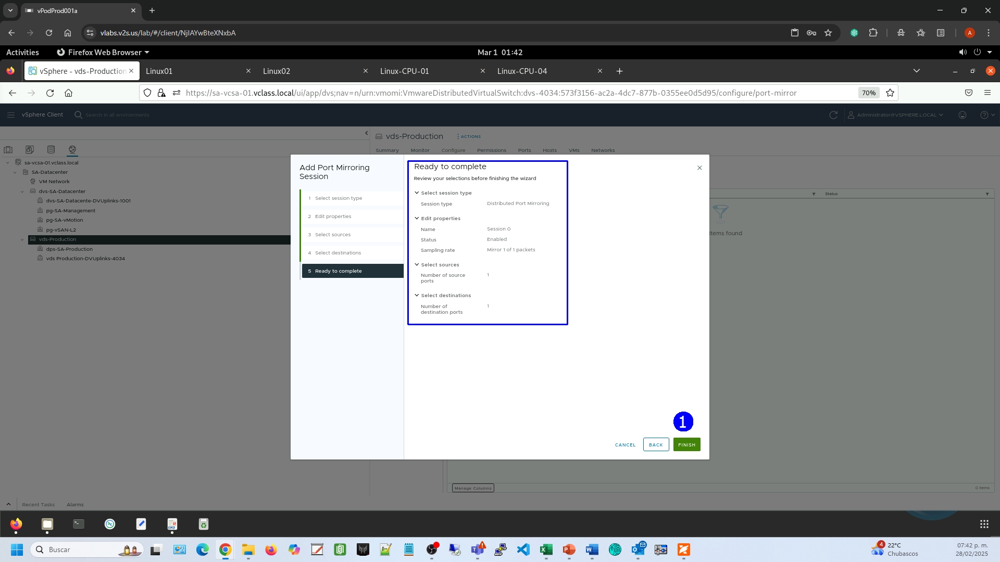 vPodProd001a
vlabs.v2s.us/lab/#/client/NjIAYwBteXNxbA
A
Activities
Firefox Web Browser
Mar 1 01:42
vSphere - vds-Production
Linux01
Linux02
Linux-CPU-01
Linux-CPU-04
https://sa-vcsa-01.vclass.local/ui/app/dvs;nav=n/urn:vmomi:VmwareDistributedVirtualSwitch:dvs-4034:573f3156-ac2a-4dc7-877b-0355ee0d5d95/configure/port-mirror
70%
vSphere Client
Search in all environments
Administrator@VSPHERE.LOCAL
vds-Production
ACTIONS
Summary
Monitor
Configure
Permissions
Ports
Hosts
VMs
Networks
sa-vcsa-01.vclass.local
SA-Datacenter
VM Network
dvs-SA-Datacenter
dvs-SA-Datacente-DVUplinks-1001
pg-SA-Management
pg-SA-vMotion
pg-vSAN-L2
vds-Production
dps-SA-Production
vds Production-DVUplinks-4034
Add Port Mirroring
Session
1 Select session type
2 Edit properties
3 Select sources
4 Select destinations
5 Ready to complete
Ready to complete
Review your selections before finishing the wizard
Select session type
Session type Distributed Port Mirroring
Edit properties
Name Session 0
Status Enabled
Sampling rate Mirror 1 of 1 packets
Select sources
Number of source
ports
1
Select destinations
Number of
destination ports
1
1
CANCEL
BACK
FINISH
Status
items found
Manage Columns
0 items
Recent Tasks
Alarms
Buscar
4
22°C
Chubascos
07:42 p. m.
28/02/2025